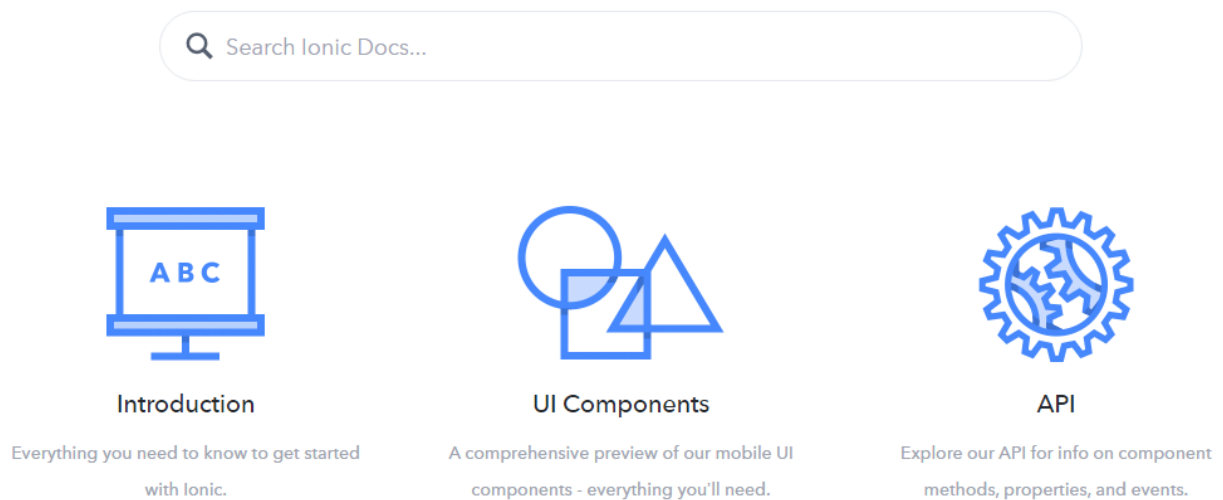 Search Ionic Docs...
ABC
Introduction
Everything you need to know to get started
with Ionic.
UI Components
A comprehensive preview of our mobile UI
components - everything you'll need.
API
Explore our API for info on component
methods, properties, and events.